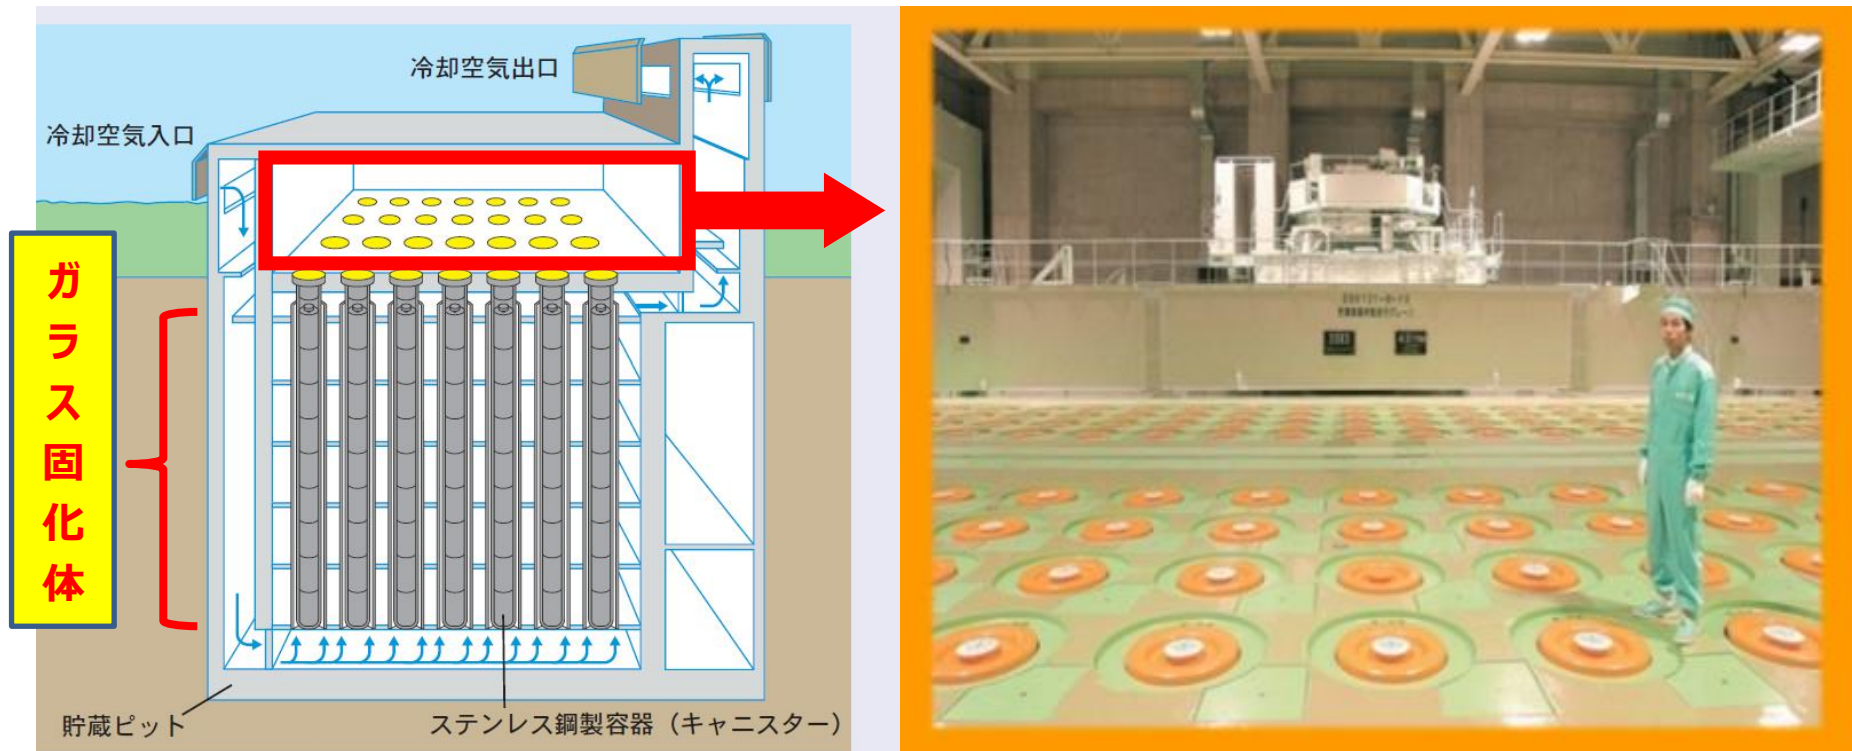 冷却空気出口
冷却空気入口
ガラス固化体
貯蔵ピット
ステンレス鋼製容器（キャニスター）